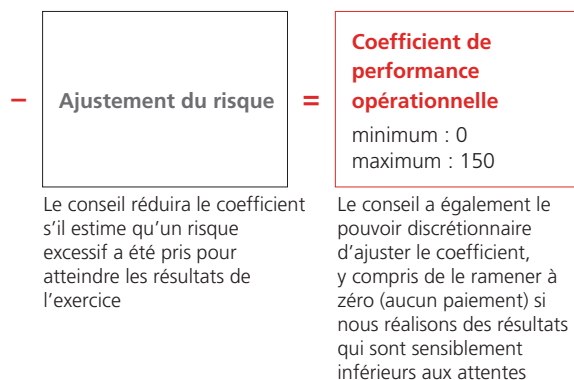 – Ajustement du risque =
Coefficient de
performance
opérationnelle
minimum : 0
maximum : 150
Le conseil réduira le coefficient
s’il estime qu’un risque
excessif a été pris pour
atteindre les résultats de
l’exercice
Le conseil a également le
pouvoir discrétionnaire
d’ajuster le coefficient,
y compris de le ramener à
zéro (aucun paiement) si
nous réalisons des résultats
qui sont sensiblement
inférieurs aux attentes